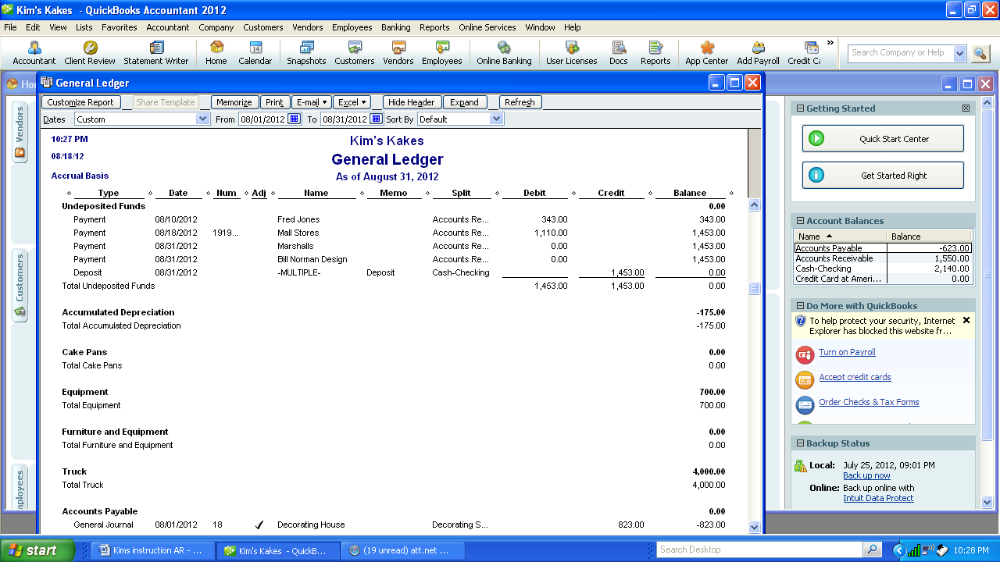 Kim's Kakes - QuickBooks Accountant 2012
File Edit View Lists Favorites Accountant Company Customers Vendors Employees Banking Reports Online Services Window Help
Accountant Client Review Statement Writer Home Calendar Snapshots Customers Vendors Employees Online Banking User Licenses Docs Reports App Center Add Payroll Credit Ca » Search Company or Help
14
Ho
General Ledger
Customize Report Share Template Memorize Print E-mail Excel Hide Header Expand Refresh
Dates Custom From 08/01/2012 To 08/31/2012 Sort By Default
10:27 PM
Kim's Kakes
08/18/12
General Ledger
Accrual Basis
As of August 31, 2012
Type Date Num Adj Name Memo Split Debit Credit Balance
Undeposited Funds 0.00
Payment 08/10/2012 Fred Jones Accounts Re... 343.00 343.00
Payment 08/18/2012 1919... Mall Stores Accounts Re... 1,110.00 1,453.00
Payment 08/31/2012 Marshalls Accounts Re... 0.00 1,453.00
Payment 08/31/2012 Bill Norman Design Accounts Re... 0.00 1,453.00
Deposit 08/31/2012 -MULTIPLE- Deposit Cash-Checking 1,453.00 0.00
Total Undeposited Funds 1,453.00 1,453.00 0.00
Accumulated Depreciation -175.00
Total Accumulated Depreciation -175.00
Cake Pans 0.00
Total Cake Pans 0.00
Equipment 700.00
Total Equipment 700.00
Furniture and Equipment 0.00
Total Furniture and Equipment 0.00
Truck 4,000.00
Total Truck 4,000.00
Accounts Payable 0.00
General Journal 08/01/2012 18 ✓ Decorating House Decorating S... 823.00 -823.00
Vendors
Customers
mployees
Getting Started
Quick Start Center
Get Started Right
Account Balances
Name Balance
Accounts Payable -623.00
Accounts Receivable 1,550.00
Cash-Checking 2,140.00
Credit Card at Ameri... 0.00
Do More with QuickBooks
To help protect your security, Internet
Explorer has blocked this website fr...
Turn on Payroll
Accept credit cards
Order Checks & Tax Forms
Backup Status
Local: July 25, 2012, 09:01 PM
Back up now
Online: Back up online with
Intuit Data Protect
start Kims instruction AR - ... Kim's Kakes - QuickB... (19 unread) att.net ... Search Desktop 10:28 PM